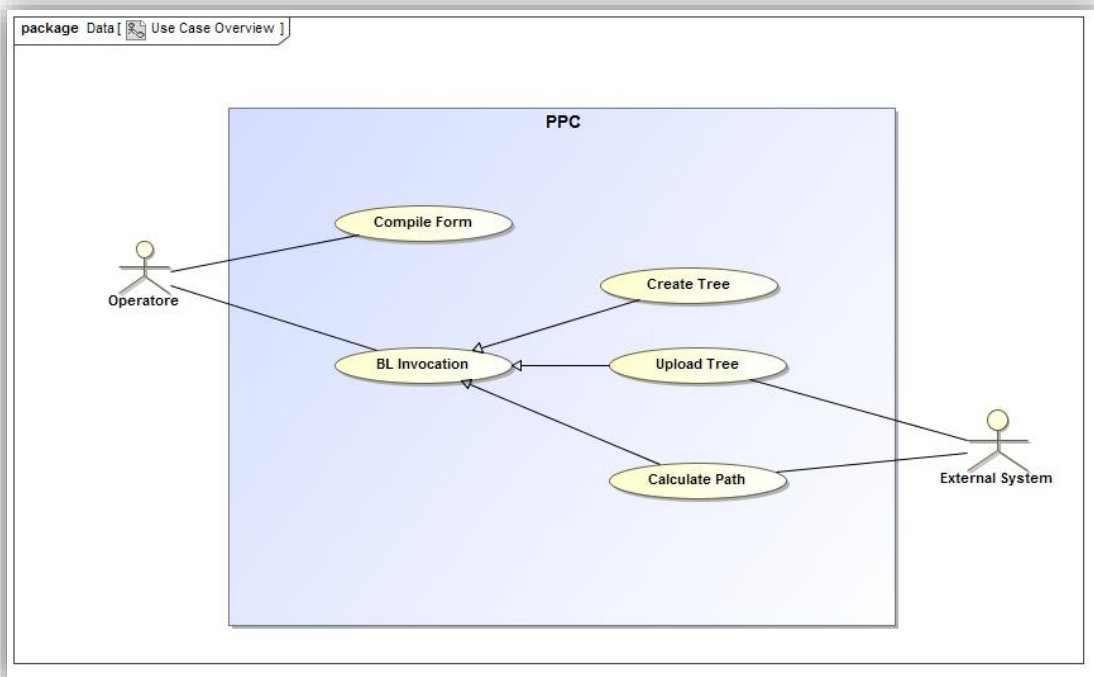 package Data [ Use Case Overview ]
PPC
Compile Form
Create Tree
Operatore
BL Invocation
Upload Tree
Calculate Path
External System